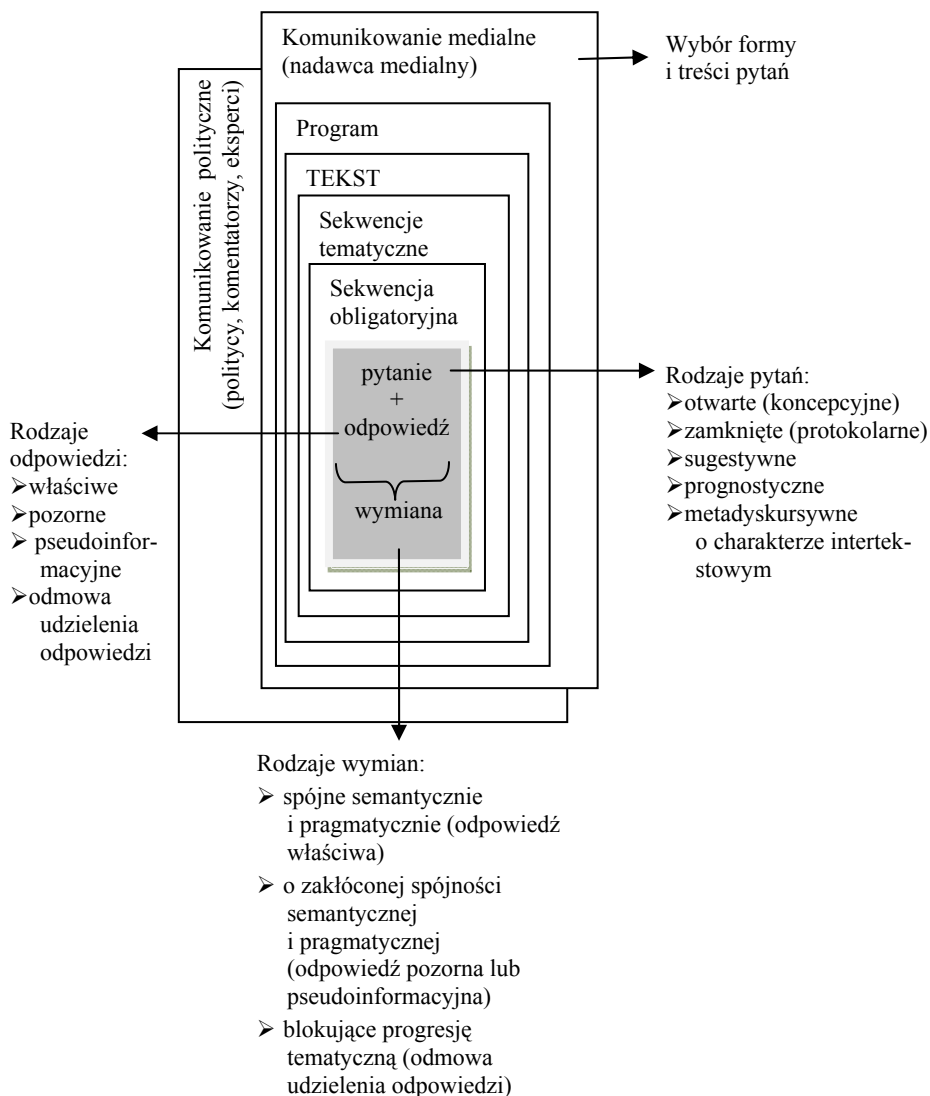 Komunikowanie medialne
(nadawca medialny)
Wybór formy
i treści pytań
Komunikowanie polityczne
(politycy, komentatorzy, eksperci)
Program
TEKST
Sekwencje
tematyczne
Sekwencja
obligatoryjna
pytanie
+
odpowiedź
wymiana
Rodzaje pytań:
➢otwarte (koncepcyjne)
➢zamknięte (protokolarne)
➢sugestywne
➢prognostyczne
➢metadyskursywne
o charakterze intertek-
stowym
Rodzaje
odpowiedzi:
➢właściwe
➢pozorne
➢ pseudoinfor-
macyjne
➢odmowa
udzielenia
odpowiedzi
Rodzaje wymian:
➢ spójne semantycznie
i pragmatycznie (odpowiedź
właściwa)
➢ o zakłóconej spójności
semantycznej
i pragmatycznej
(odpowiedź pozorna lub
pseudoinformacyjna)
➢ blokujące progresję
tematyczną (odmowa
udzielenia odpowiedzi)